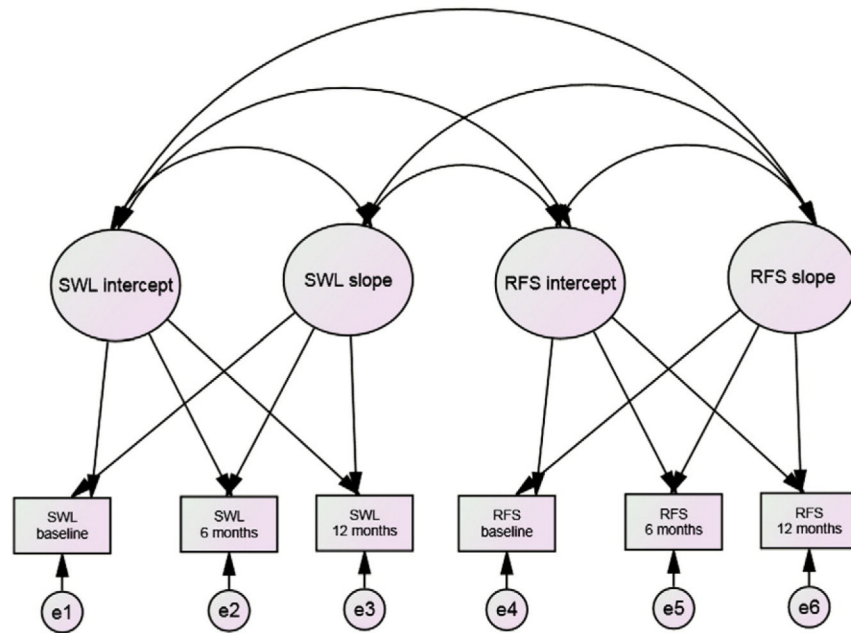 SWL intercept
SWL slope
RFS intercept
RFS slope
SWL
baseline
SWL
6 months
SWL
12 months
RFS
baseline
RFS
6 months
RFS
12 months
e1
e2
e3
e4
e5
e6